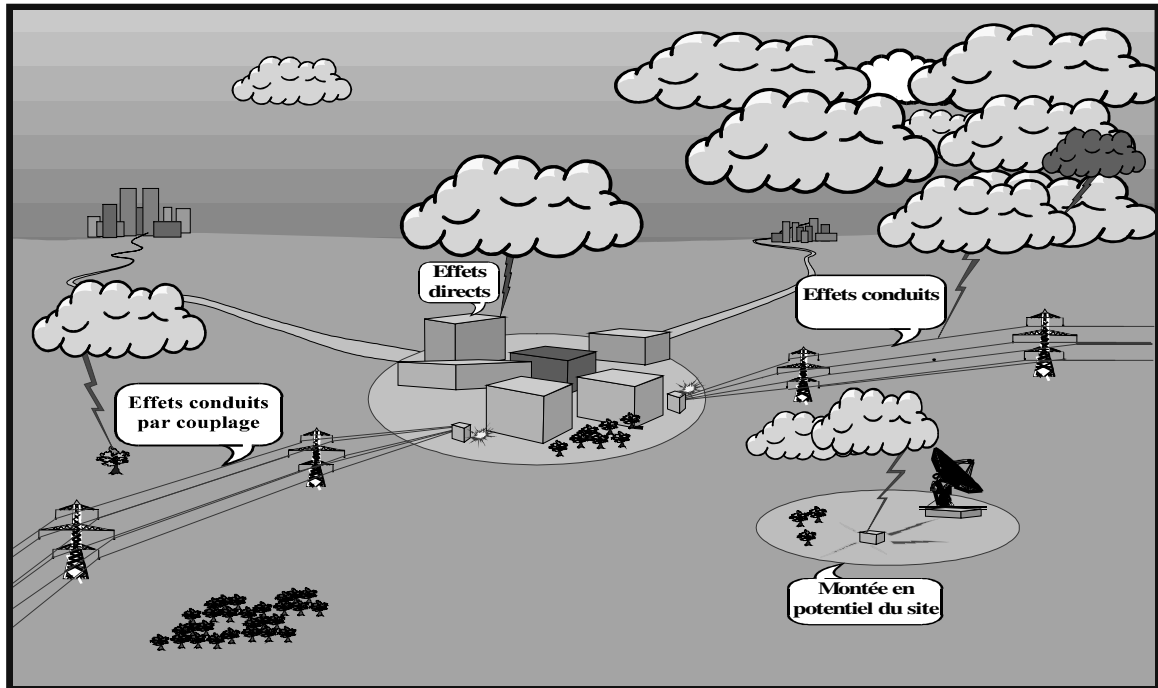 Effets
directs
Effets conduits
Effets conduits
par couplage
Montée en
potentiel du site